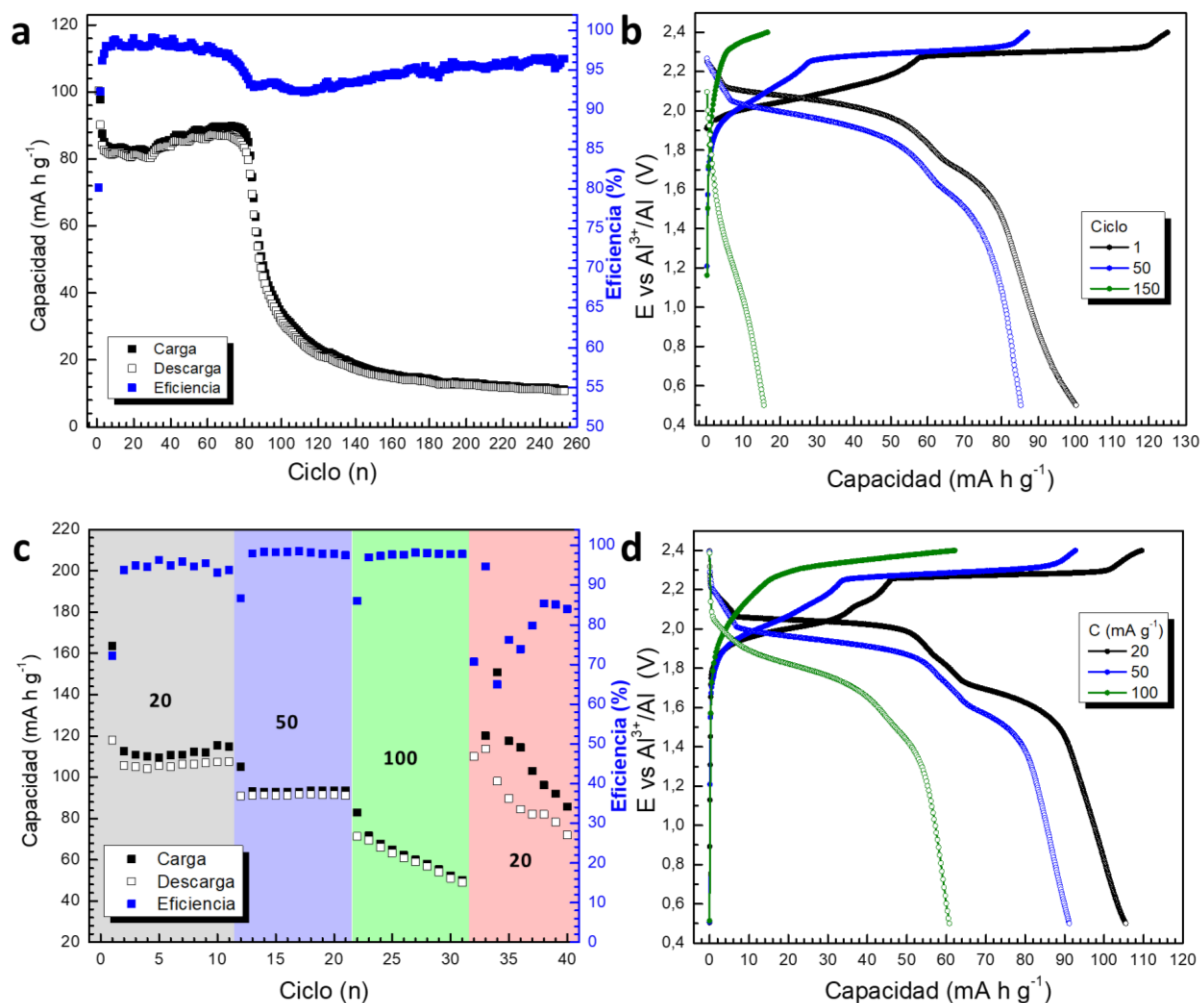 a
120
100
80
60
40
20
0
Capacidad (mA h g⁻¹)
100
95
90
85
80
75
70
65
60
55
50
Eficiencia (%)
Carga
Descarga
Eficiencia
0 20 40 60 80 100 120 140 160 180 200 220 240 260
Ciclo (n)
b
2,4
2,2
2,0
1,8
1,6
1,4
1,2
1,0
0,8
0,6
0,4
E vs Al³⁺/Al (V)
Ciclo
1
50
150
0 10 20 30 40 50 60 70 80 90 100 110 120 130
Capacidad (mA h g⁻¹)
c
220
200
180
160
140
120
100
80
60
40
20
Capacidad (mA h g⁻¹)
20
50
100
20
100
90
80
70
60
50
40
30
20
10
0
Eficiencia (%)
Carga
Descarga
Eficiencia
0 5 10 15 20 25 30 35 40
Ciclo (n)
d
2,4
2,2
2,0
1,8
1,6
1,4
1,2
1,0
0,8
0,6
0,4
E vs Al³⁺/Al (V)
C (mA g⁻¹)
20
50
100
0 10 20 30 40 50 60 70 80 90 100 110 120
Capacidad (mA h g⁻¹)